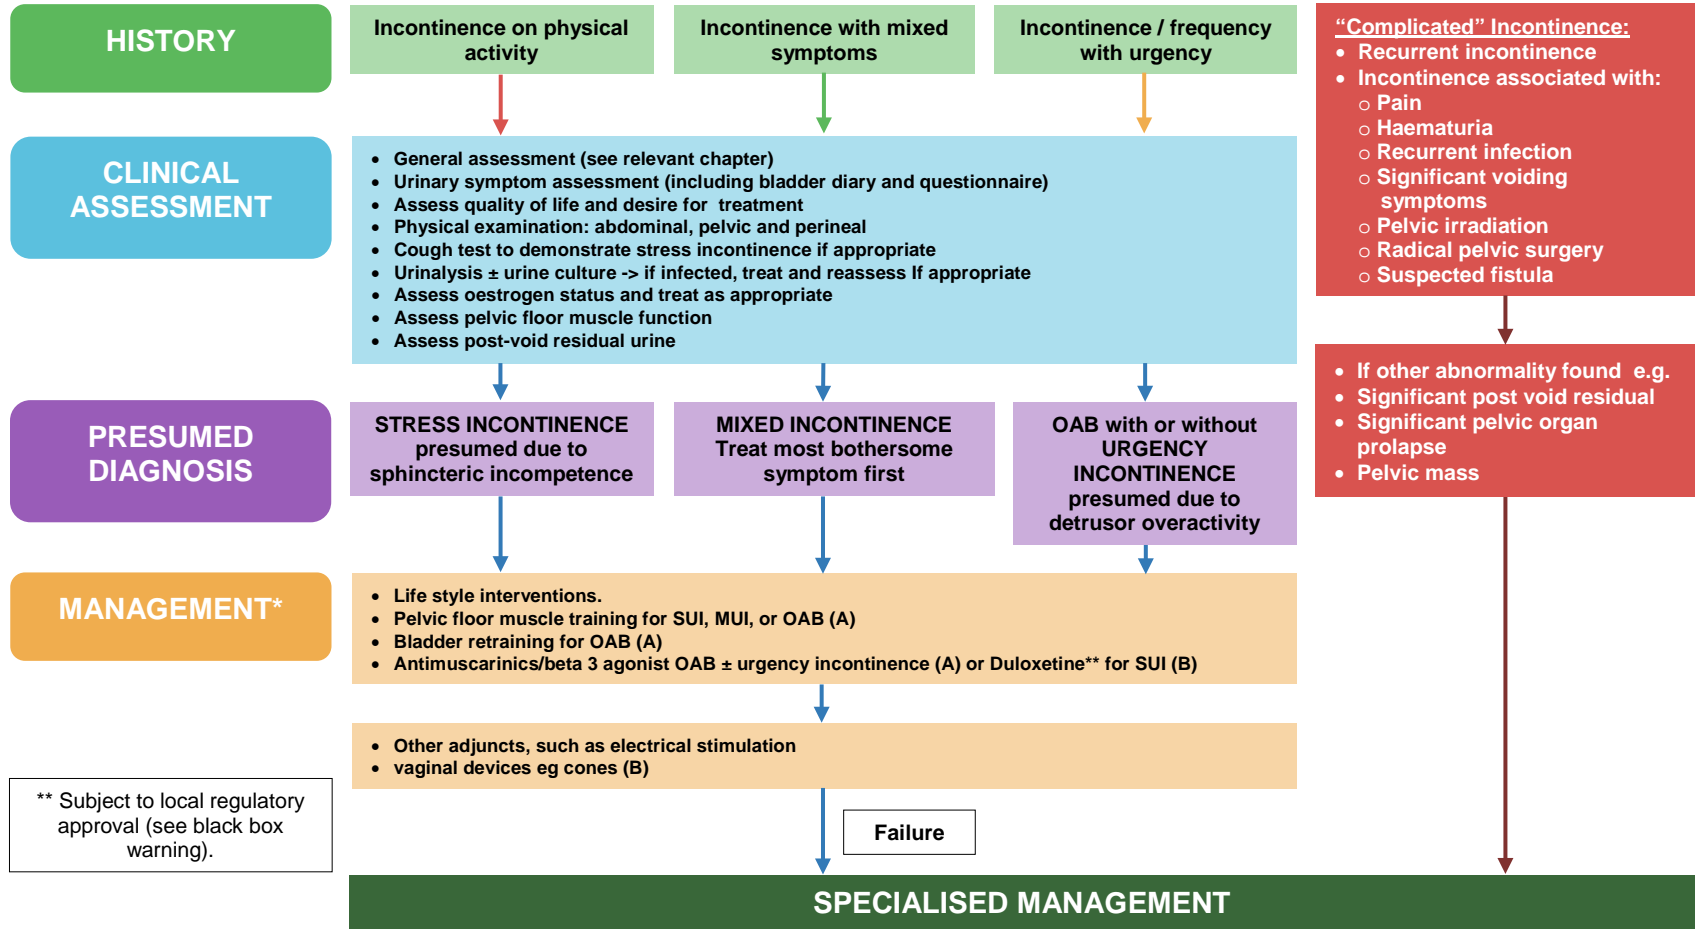 HISTORY
Incontinence on physical
activity
Incontinence with mixed
symptoms
Incontinence / frequency
with urgency
“Complicated” Incontinence:
• Recurrent incontinence
• Incontinence associated with:
o Pain
o Haematuria
o Recurrent infection
o Significant voiding
symptoms
o Pelvic irradiation
o Radical pelvic surgery
o Suspected fistula
CLINICAL
ASSESSMENT
• General assessment (see relevant chapter)
• Urinary symptom assessment (including bladder diary and questionnaire)
• Assess quality of life and desire for treatment
• Physical examination: abdominal, pelvic and perineal
• Cough test to demonstrate stress incontinence if appropriate
• Urinalysis ± urine culture -> if infected, treat and reassess If appropriate
• Assess oestrogen status and treat as appropriate
• Assess pelvic floor muscle function
• Assess post-void residual urine
• If other abnormality found e.g.
• Significant post void residual
• Significant pelvic organ
prolapse
• Pelvic mass
PRESUMED
DIAGNOSIS
STRESS INCONTINENCE
presumed due to
sphincteric incompetence
MIXED INCONTINENCE
Treat most bothersome
symptom first
OAB with or without
URGENCY
INCONTINENCE
presumed due to
detrusor overactivity
MANAGEMENT*
• Life style interventions.
• Pelvic floor muscle training for SUI, MUI, or OAB (A)
• Bladder retraining for OAB (A)
• Antimuscarinics/beta 3 agonist OAB ± urgency incontinence (A) or Duloxetine** for SUI (B)
• Other adjuncts, such as electrical stimulation
• vaginal devices eg cones (B)
** Subject to local regulatory
approval (see black box
warning).
Failure
SPECIALISED MANAGEMENT